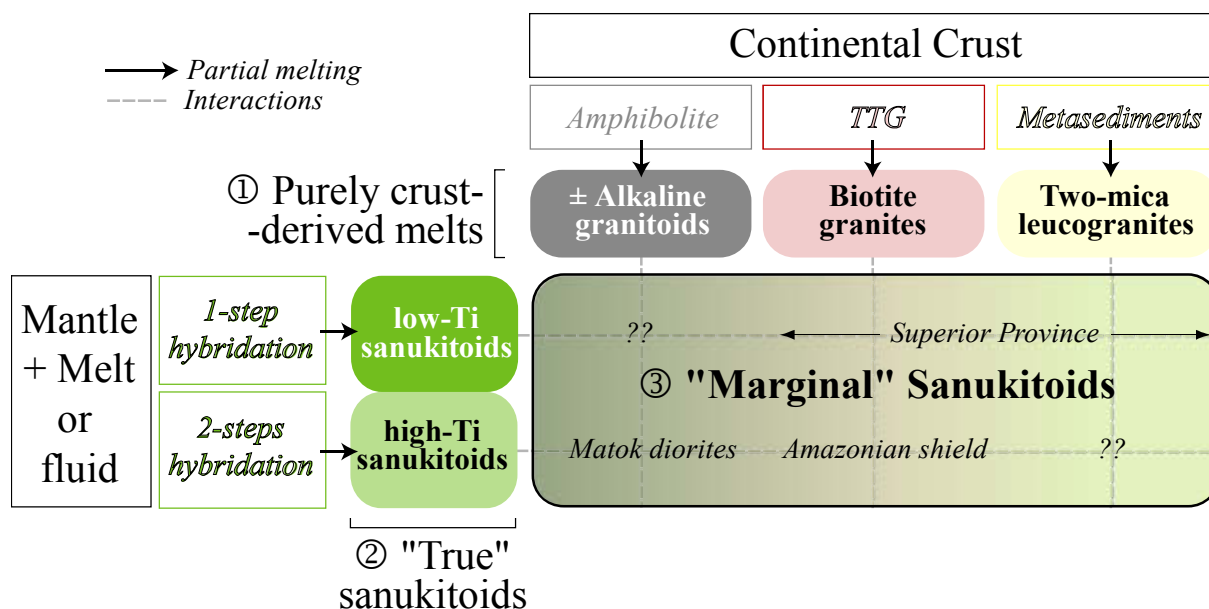 Continental Crust
Partial melting
Interactions
Amphibolite
TTG
Metasediments
① Purely crust-
-derived melts
± Alkaline
granitoids
Biotite
granites
Two-mica
leucogranites
Mantle
+ Melt
or
fluid
1-step
hybridation
low-Ti
sanukitoids
??
Superior Province
③ "Marginal" Sanukitoids
2-steps
hybridation
high-Ti
sanukitoids
Matok diorites
Amazonian shield
??
② "True"
sanukitoids